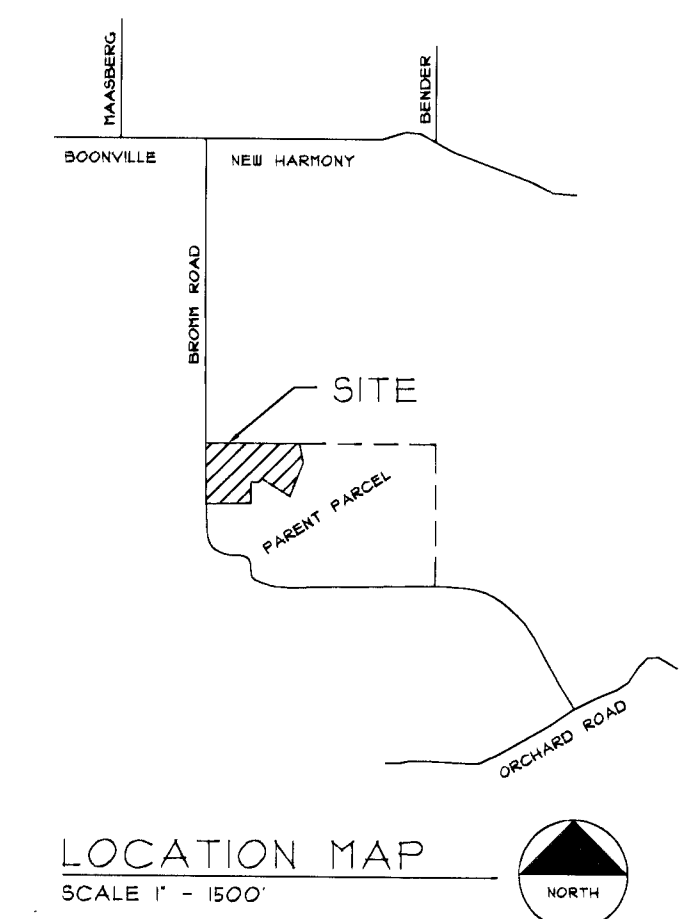 MAASBERG
BENDER
BOONVILLE
NEW HARMONY
BROMM ROAD
SITE
PARENT PARCEL
ORCHARD ROAD
LOCATION MAP
SCALE 1" - 1500'
NORTH